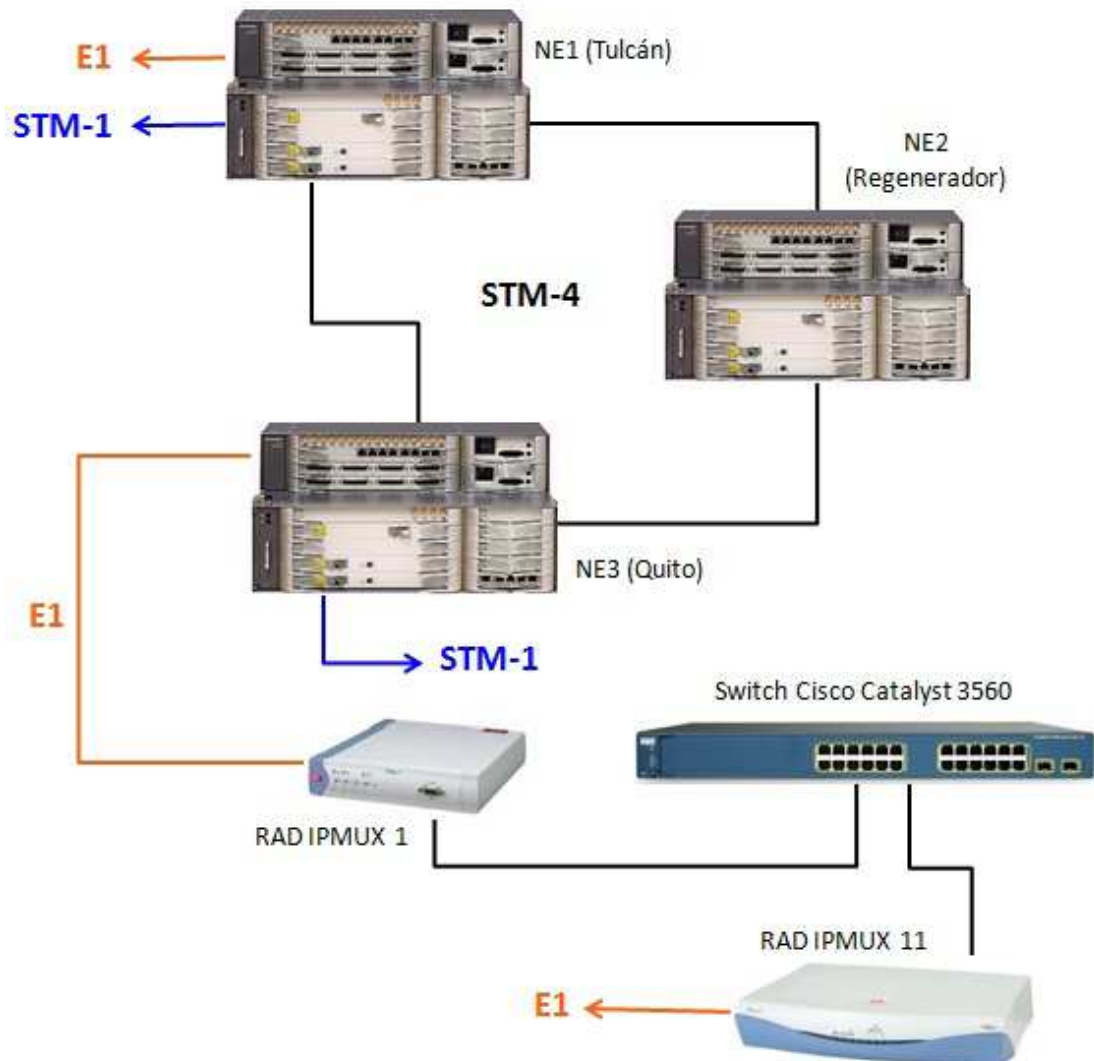 E1
NE1 (Tulcán)
STM-1
NE2
(Regenerador)
STM-4
NE3 (Quito)
E1
STM-1
Switch Cisco Catalyst 3560
RAD IPMUX 1
RAD IPMUX 11
E1